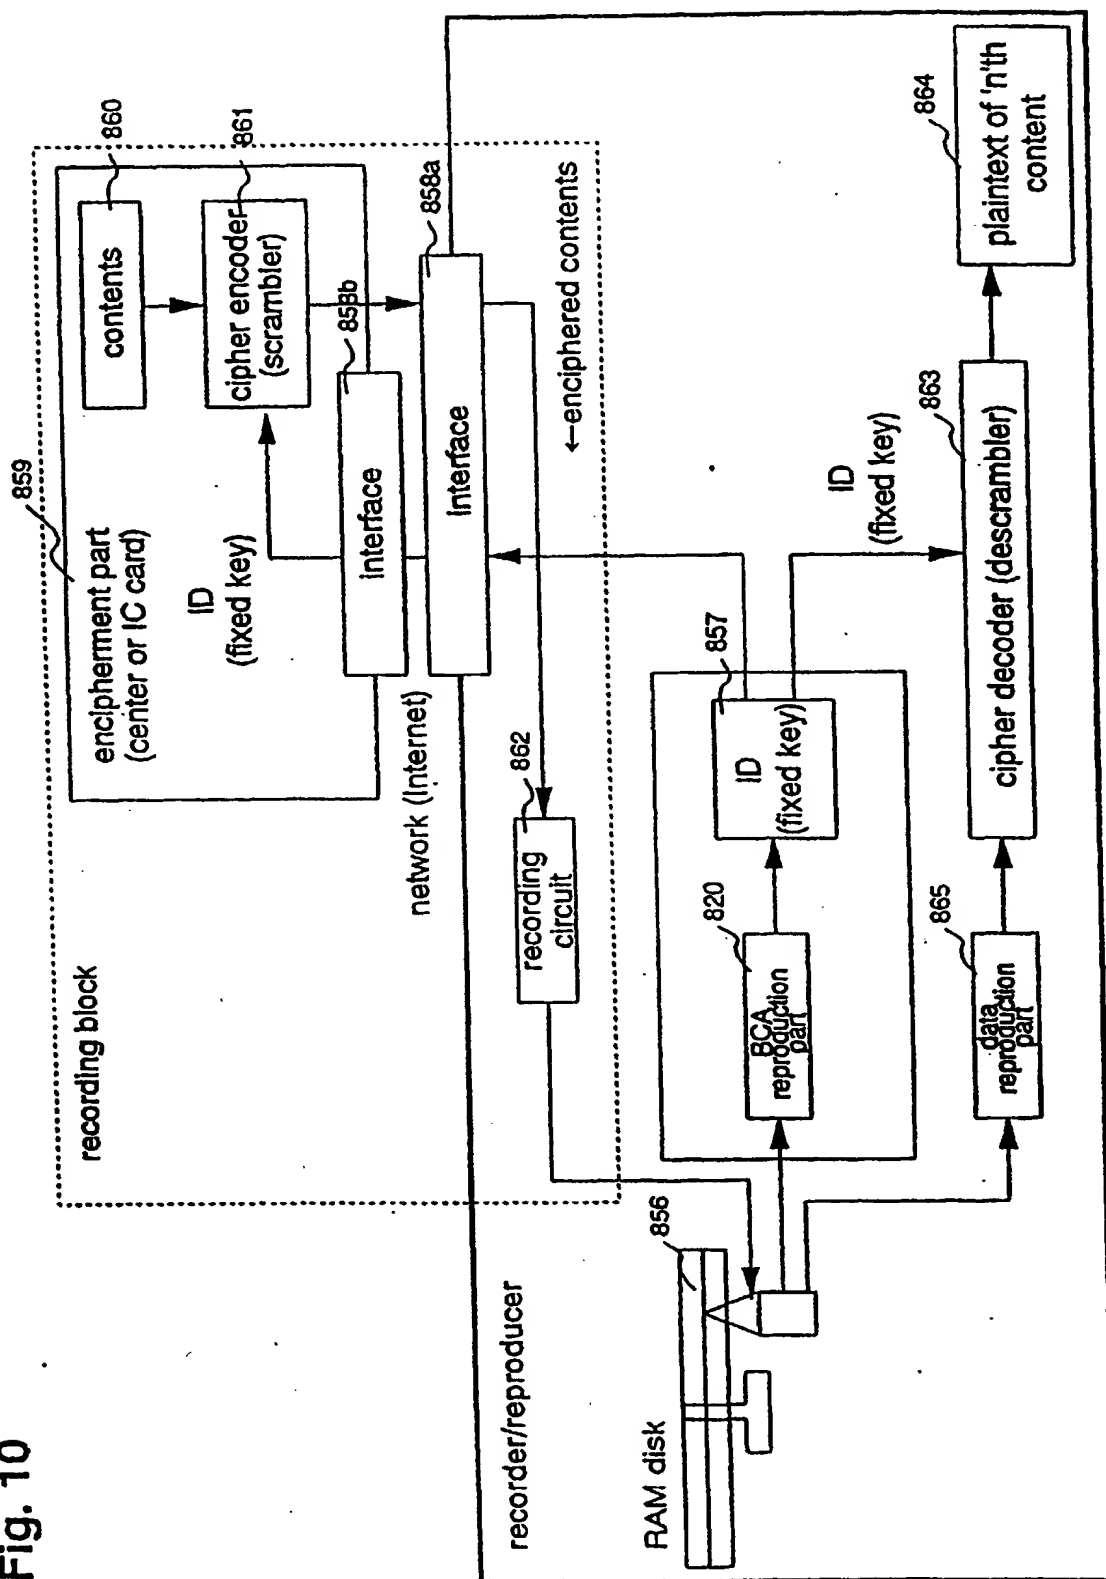 Fig. 10
recording block
859
encipherment part
(center or IC card)
860
contents
861
cipher encoder
(scrambler)
ID
(fixed key)
858b
interface
858a
Interface
network (Internet)
←enciphered contents
862
recording
circuit
recorder/reproducer
RAM disk
856
820
BCA
reproduction
part
857
ID
(fixed key)
ID
(fixed key)
865
data
reproduction
part
863
cipher decoder (descrambler)
864
plaintext of 'n'th
content